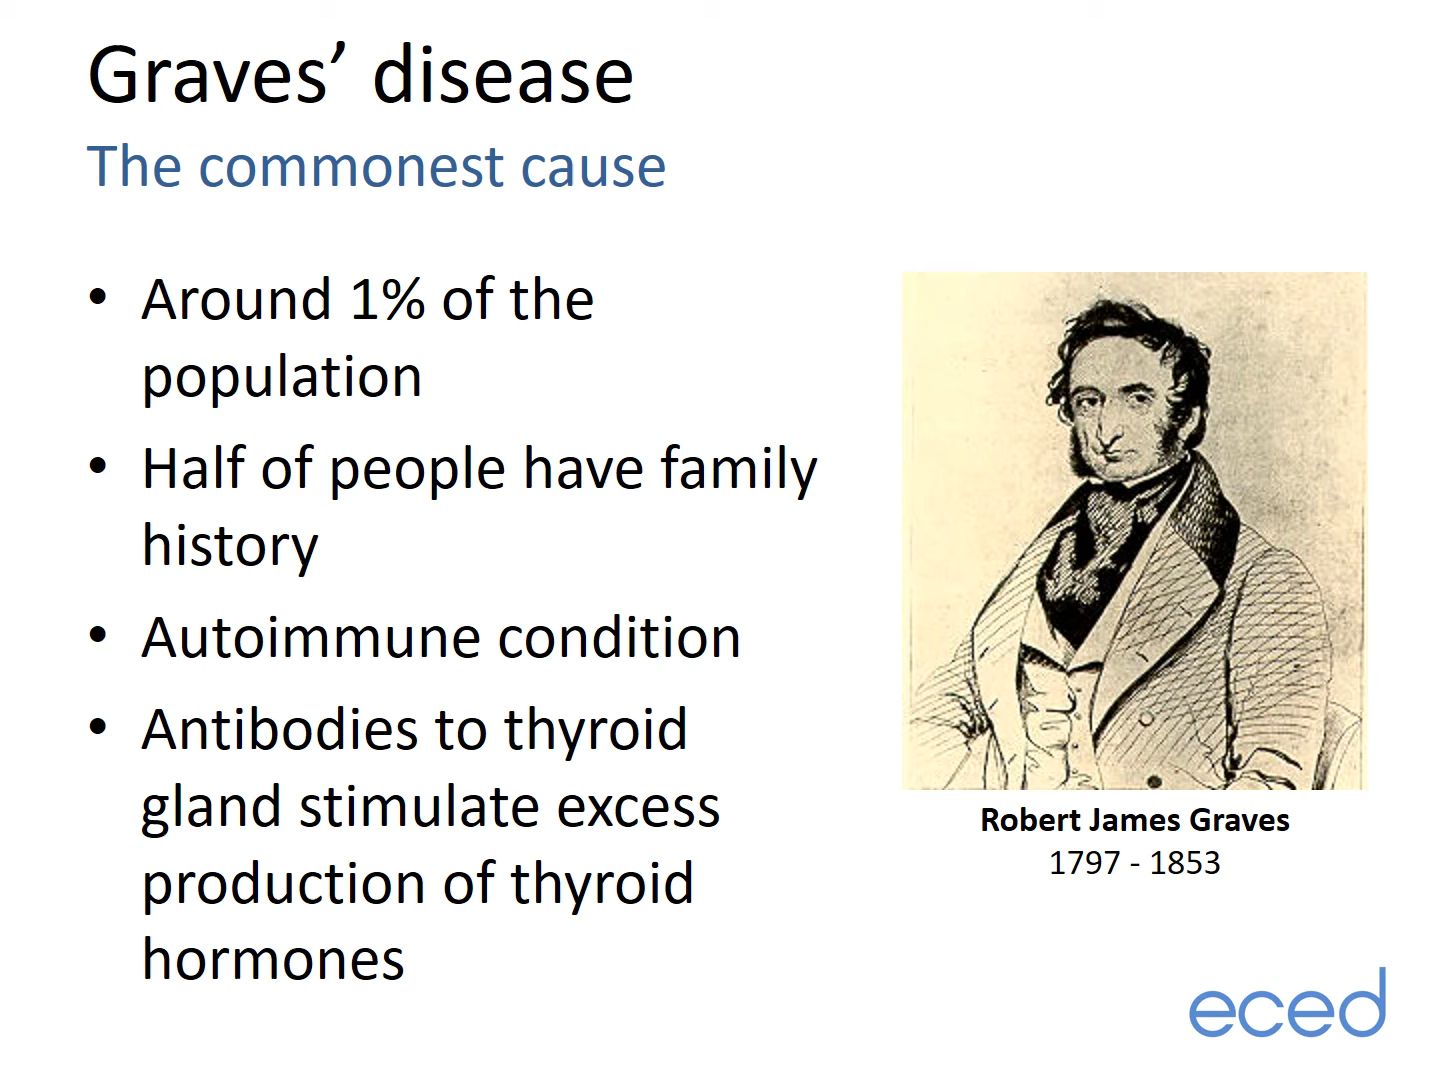 Graves’ disease
The commonest cause
• Around 1% of the
population
• Half of people have family
history
• Autoimmune condition
• Antibodies to thyroid
gland stimulate excess
production of thyroid
hormones
Robert James Graves
1797 - 1853
eced